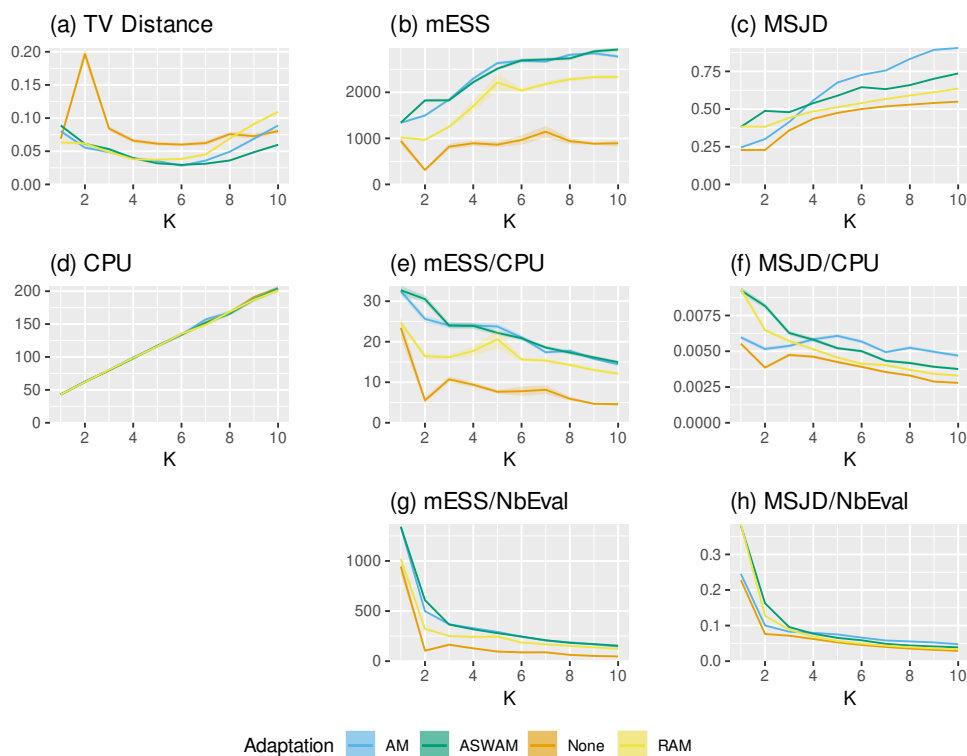 (a) TV Distance
0.20
0.15
0.10
0.05
0.00
2 4 6 8 10
K
(b) mESS
2000
1000
0
2 4 6 8 10
K
(c) MSJD
0.75
0.50
0.25
0.00
2 4 6 8 10
K
(d) CPU
200
150
100
50
0
2 4 6 8 10
K
(e) mESS/CPU
30
20
10
0
2 4 6 8 10
K
(f) MSJD/CPU
0.0075
0.0050
0.0025
0.0000
2 4 6 8 10
K
(g) mESS/NbEval
1000
500
0
2 4 6 8 10
K
(h) MSJD/NbEval
0.3
0.2
0.1
0.0
2 4 6 8 10
K
Adaptation AM ASWAM None RAM